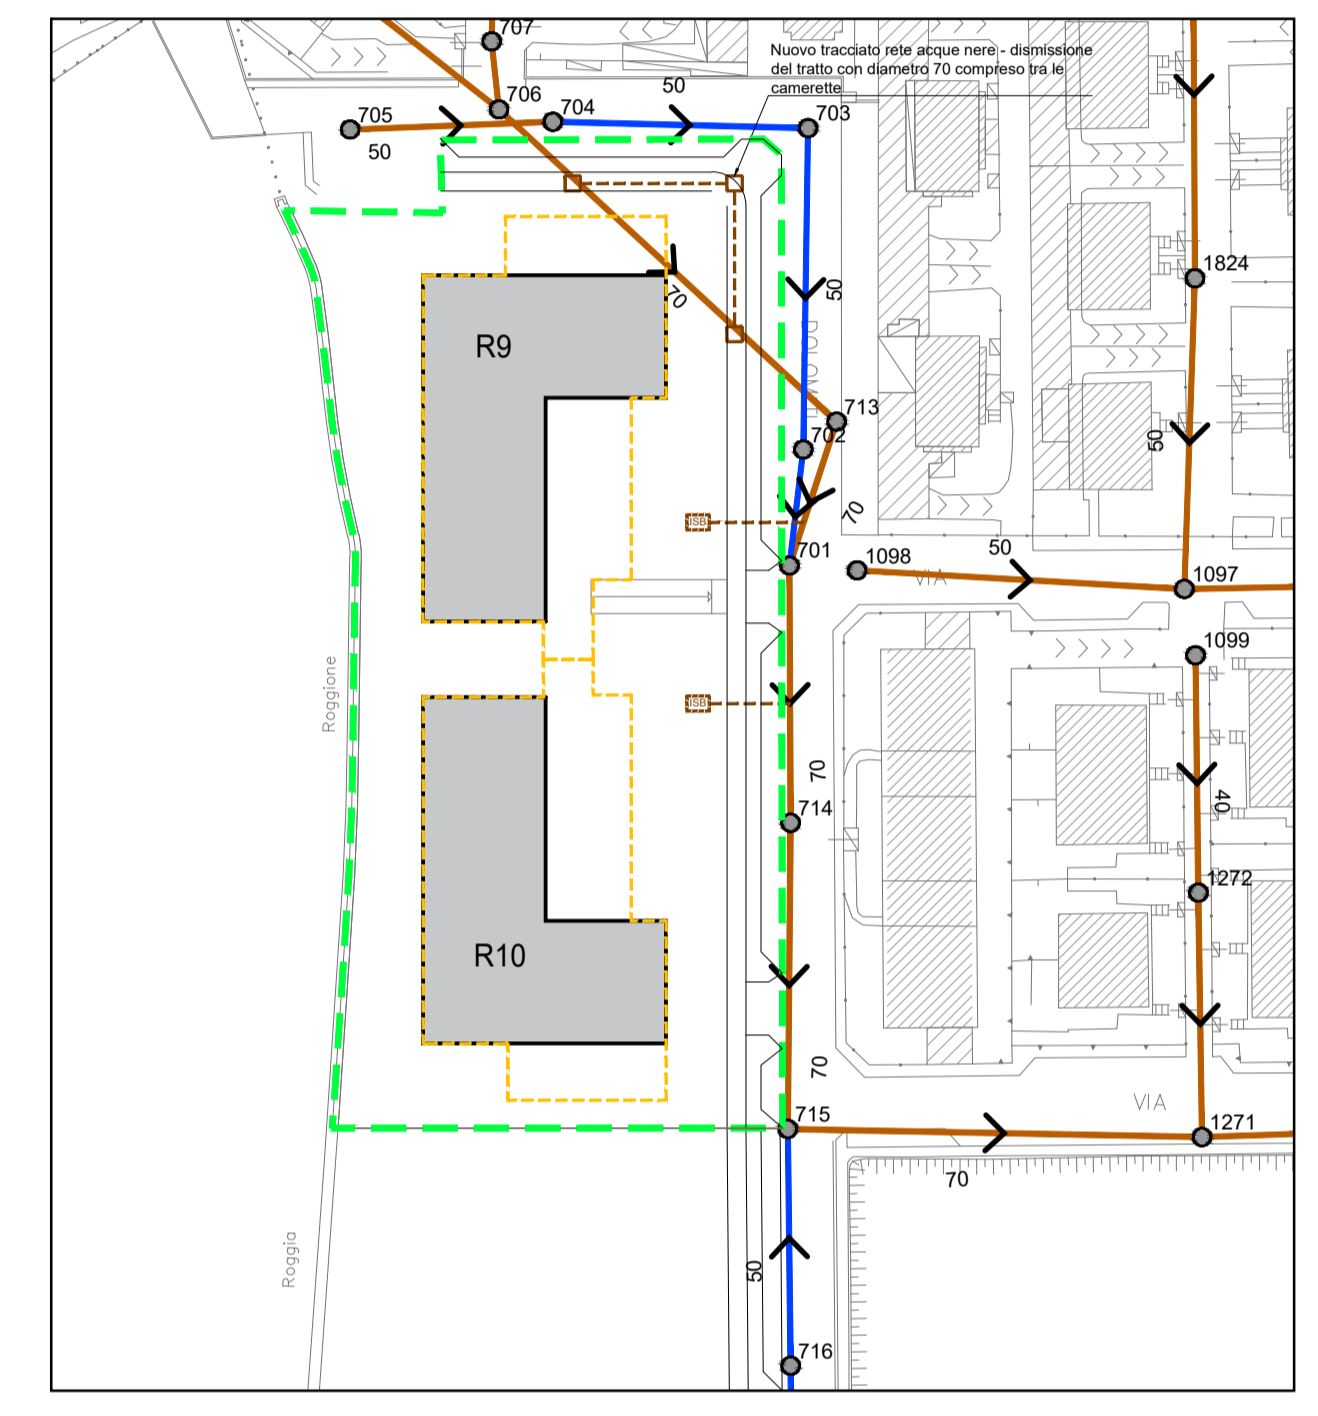 707
Nuovo tracciato rete acque nere - dismissione
del tratto con diametro 70 compreso tra le
camerette
50
706
704
703
705
50
1824
70
50
R9
713
702
50
70
701
50
1098
VIA
1097
1099
ISB
Roggione
ISB
70
714
40
1272
R10
70
VIA
715
1271
70
Roggia
50
716